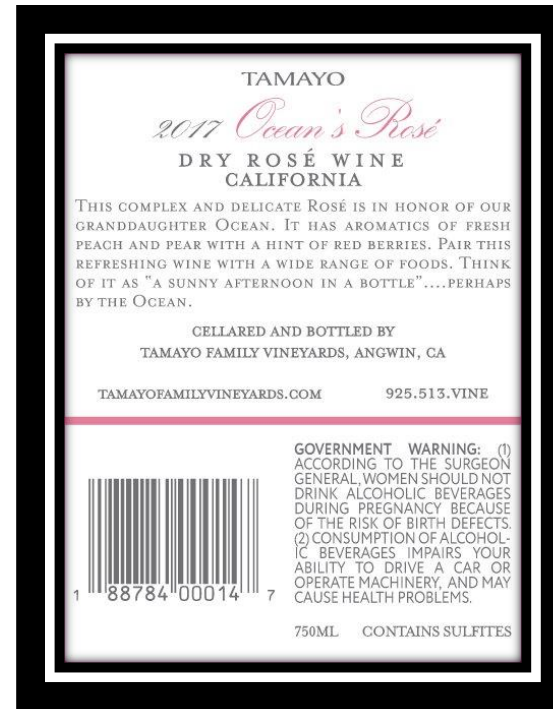 TAMAYO
2017 Ocean's Rosé
DRY ROSÉ WINE
CALIFORNIA
THIS COMPLEX AND DELICATE ROSÉ IS IN HONOR OF OUR
GRANDDAUGHTER OCEAN. IT HAS AROMATICS OF FRESH
PEACH AND PEAR WITH A HINT OF RED BERRIES. PAIR THIS
REFRESHING WINE WITH A WIDE RANGE OF FOODS. THINK
OF IT AS "A SUNNY AFTERNOON IN A BOTTLE"....PERHAPS
BY THE OCEAN.
CELLARED AND BOTTLED BY
TAMAYO FAMILY VINEYARDS, ANGWIN, CA
TAMAYOFAMILYVINEYARDS.COM 925.513.VINE
GOVERNMENT WARNING: (1)
ACCORDING TO THE SURGEON
GENERAL, WOMEN SHOULD NOT
DRINK ALCOHOLIC BEVERAGES
DURING PREGNANCY BECAUSE
OF THE RISK OF BIRTH DEFECTS.
(2) CONSUMPTION OF ALCOHOL-
IC BEVERAGES IMPAIRS YOUR
ABILITY TO DRIVE A CAR OR
OPERATE MACHINERY, AND MAY
CAUSE HEALTH PROBLEMS.
1 88784 00014 7
750ML CONTAINS SULFITES